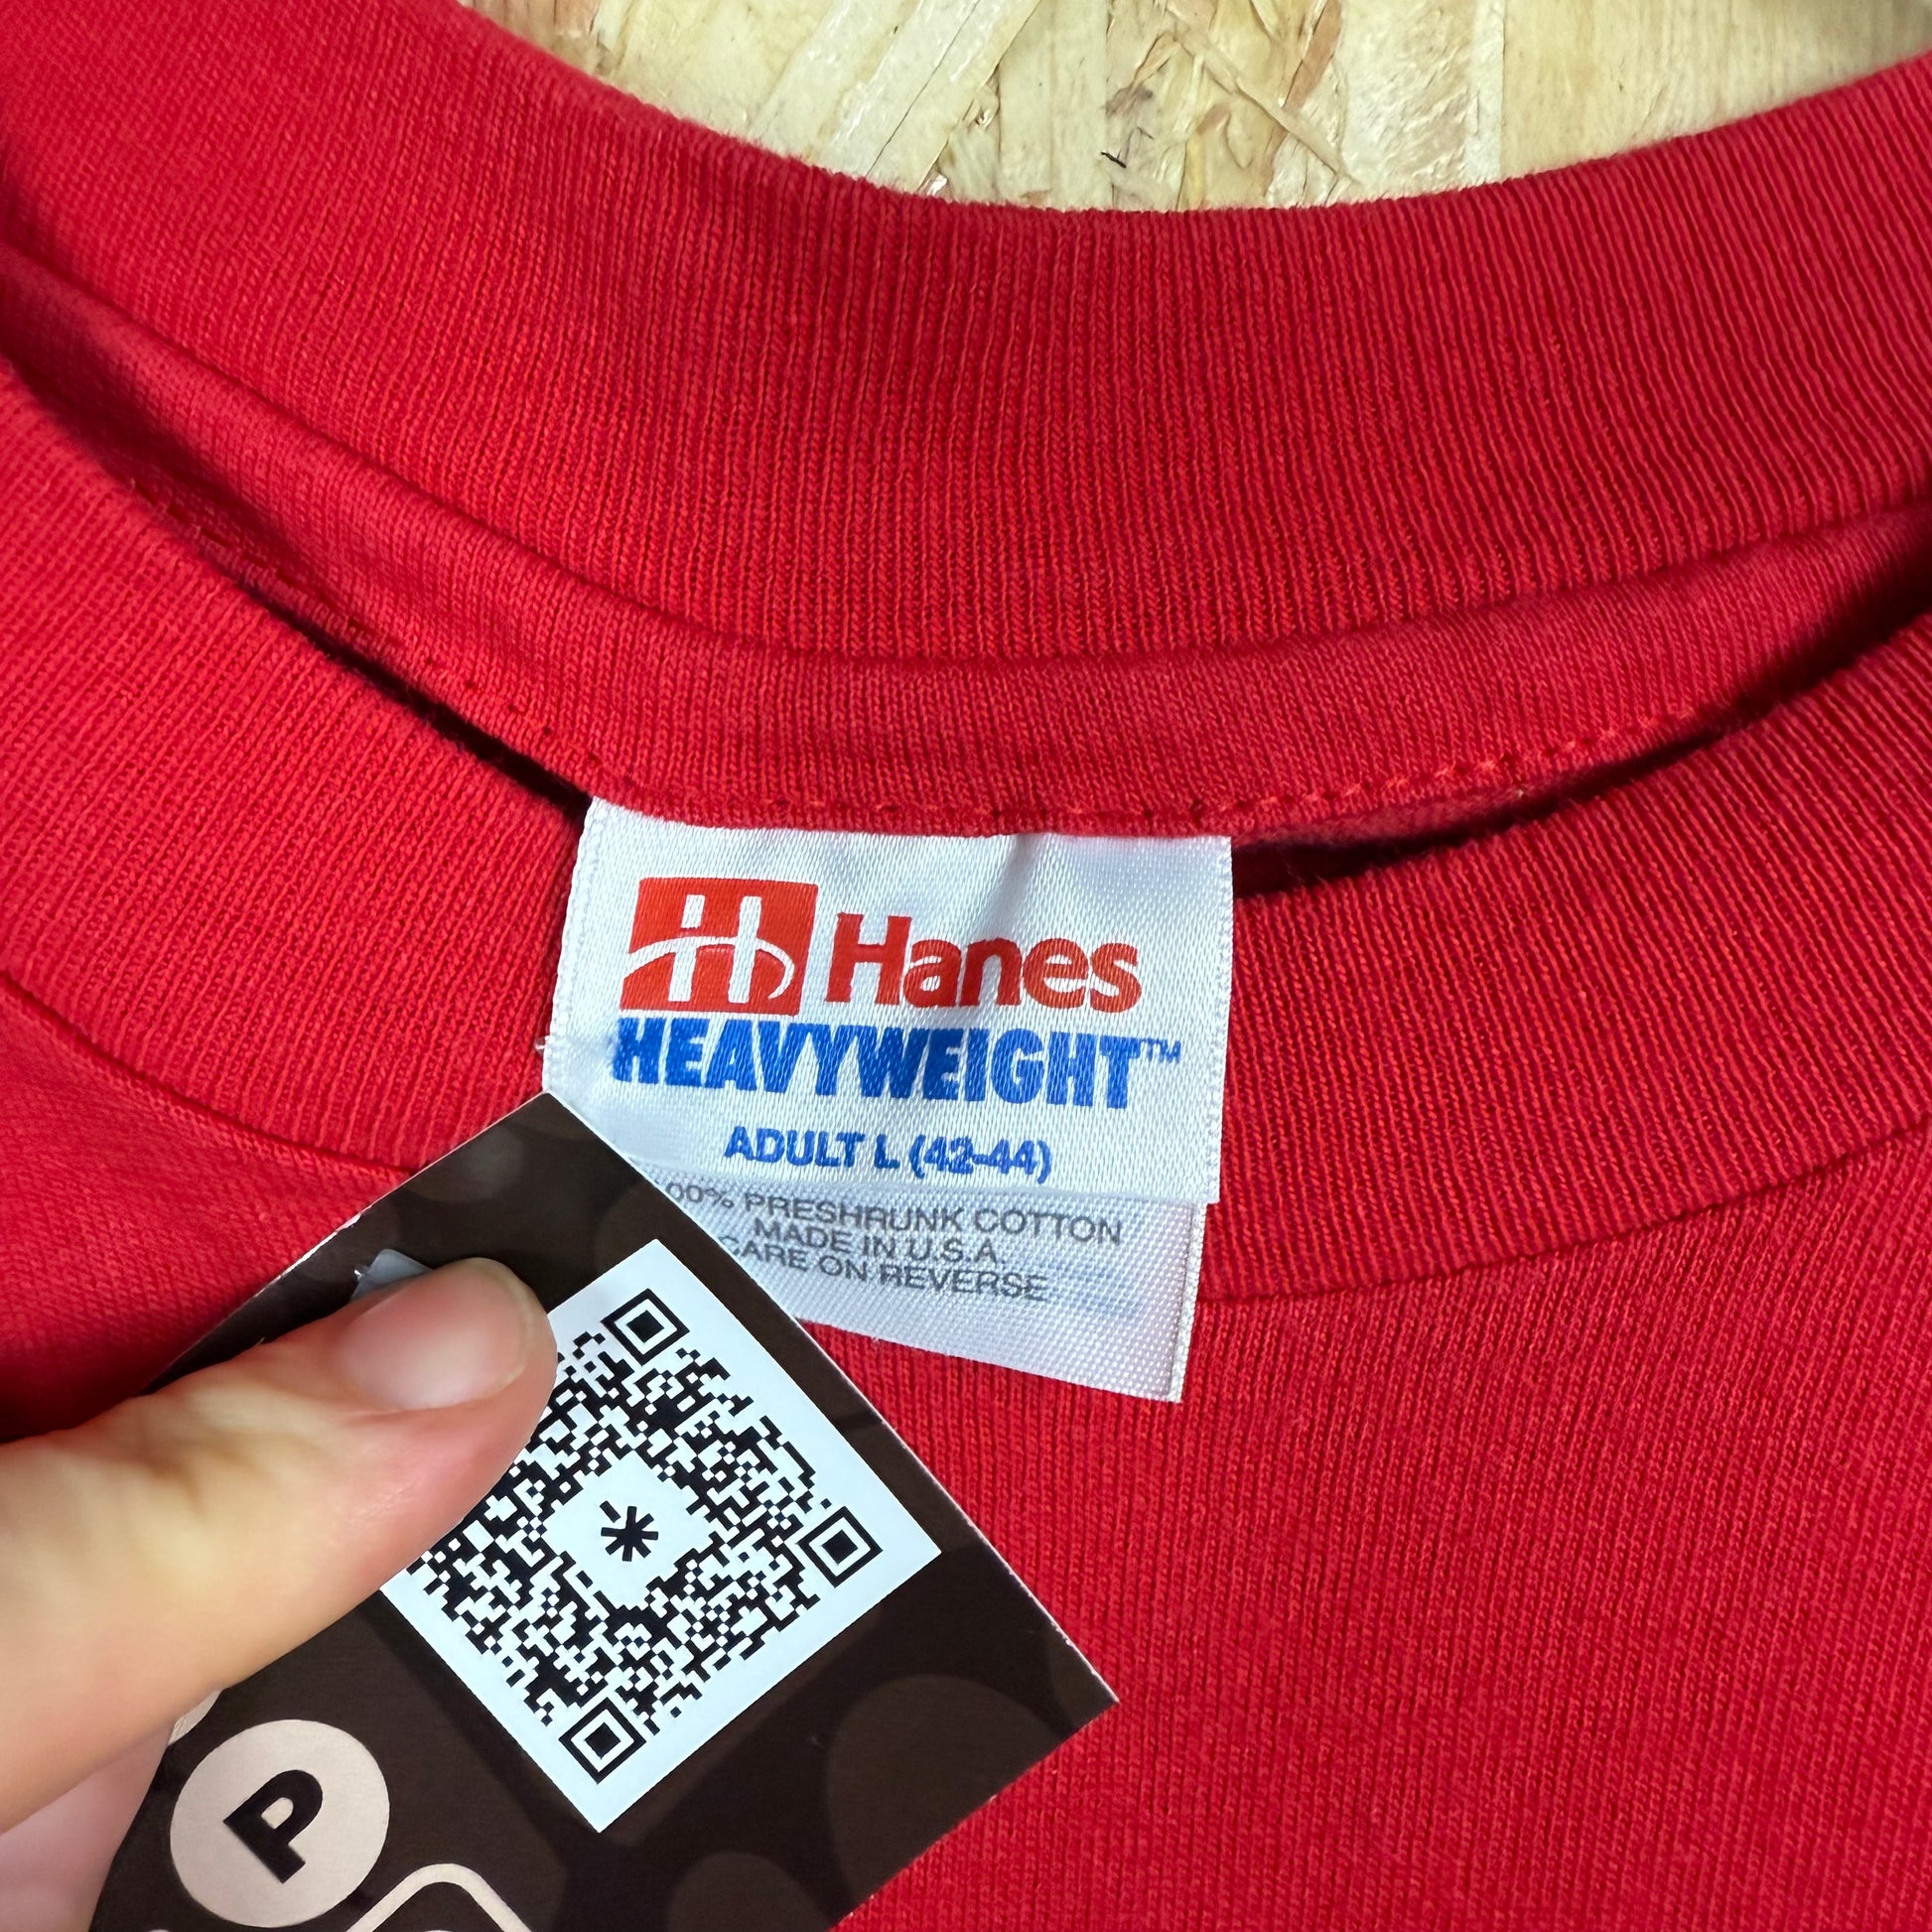 Hanes
HEAVYWEIGHT™
ADULT L (42-44)
00% PRESHRUNK COTTON
MADE IN U.S.A.
CARE ON REVERSE
P